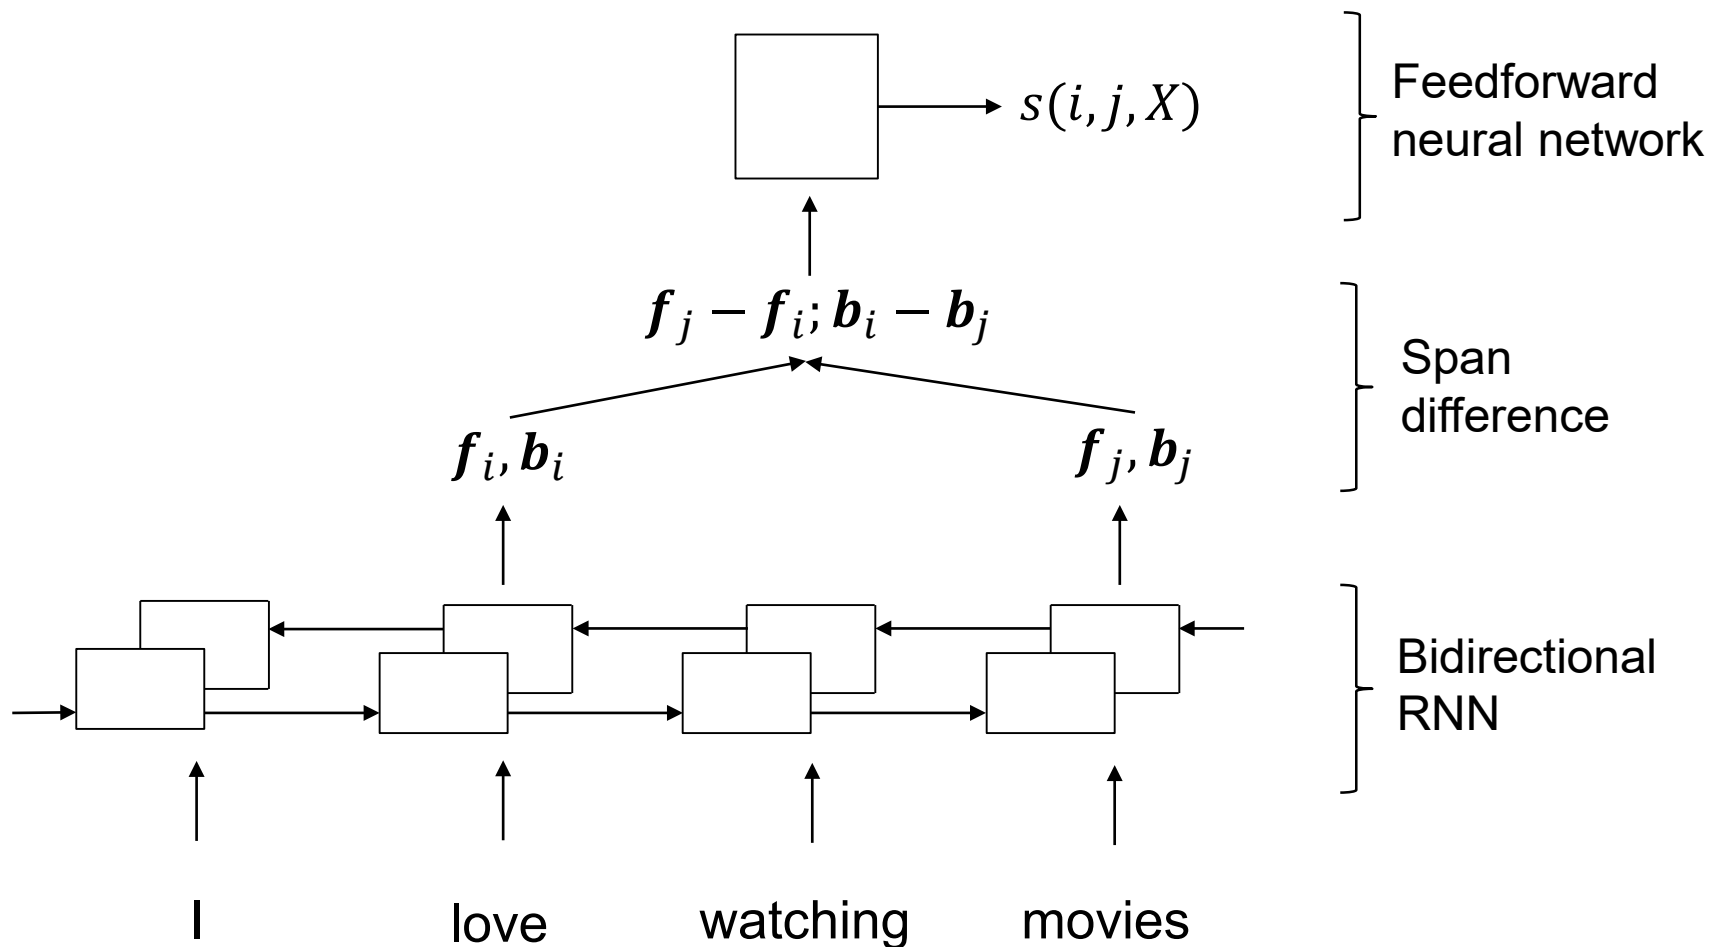 s(i, j, X)
Feedforward
neural network
f_j − f_i; b_i − b_j
Span
difference
f_i, b_i
f_j, b_j
Bidirectional
RNN
I love watching movies